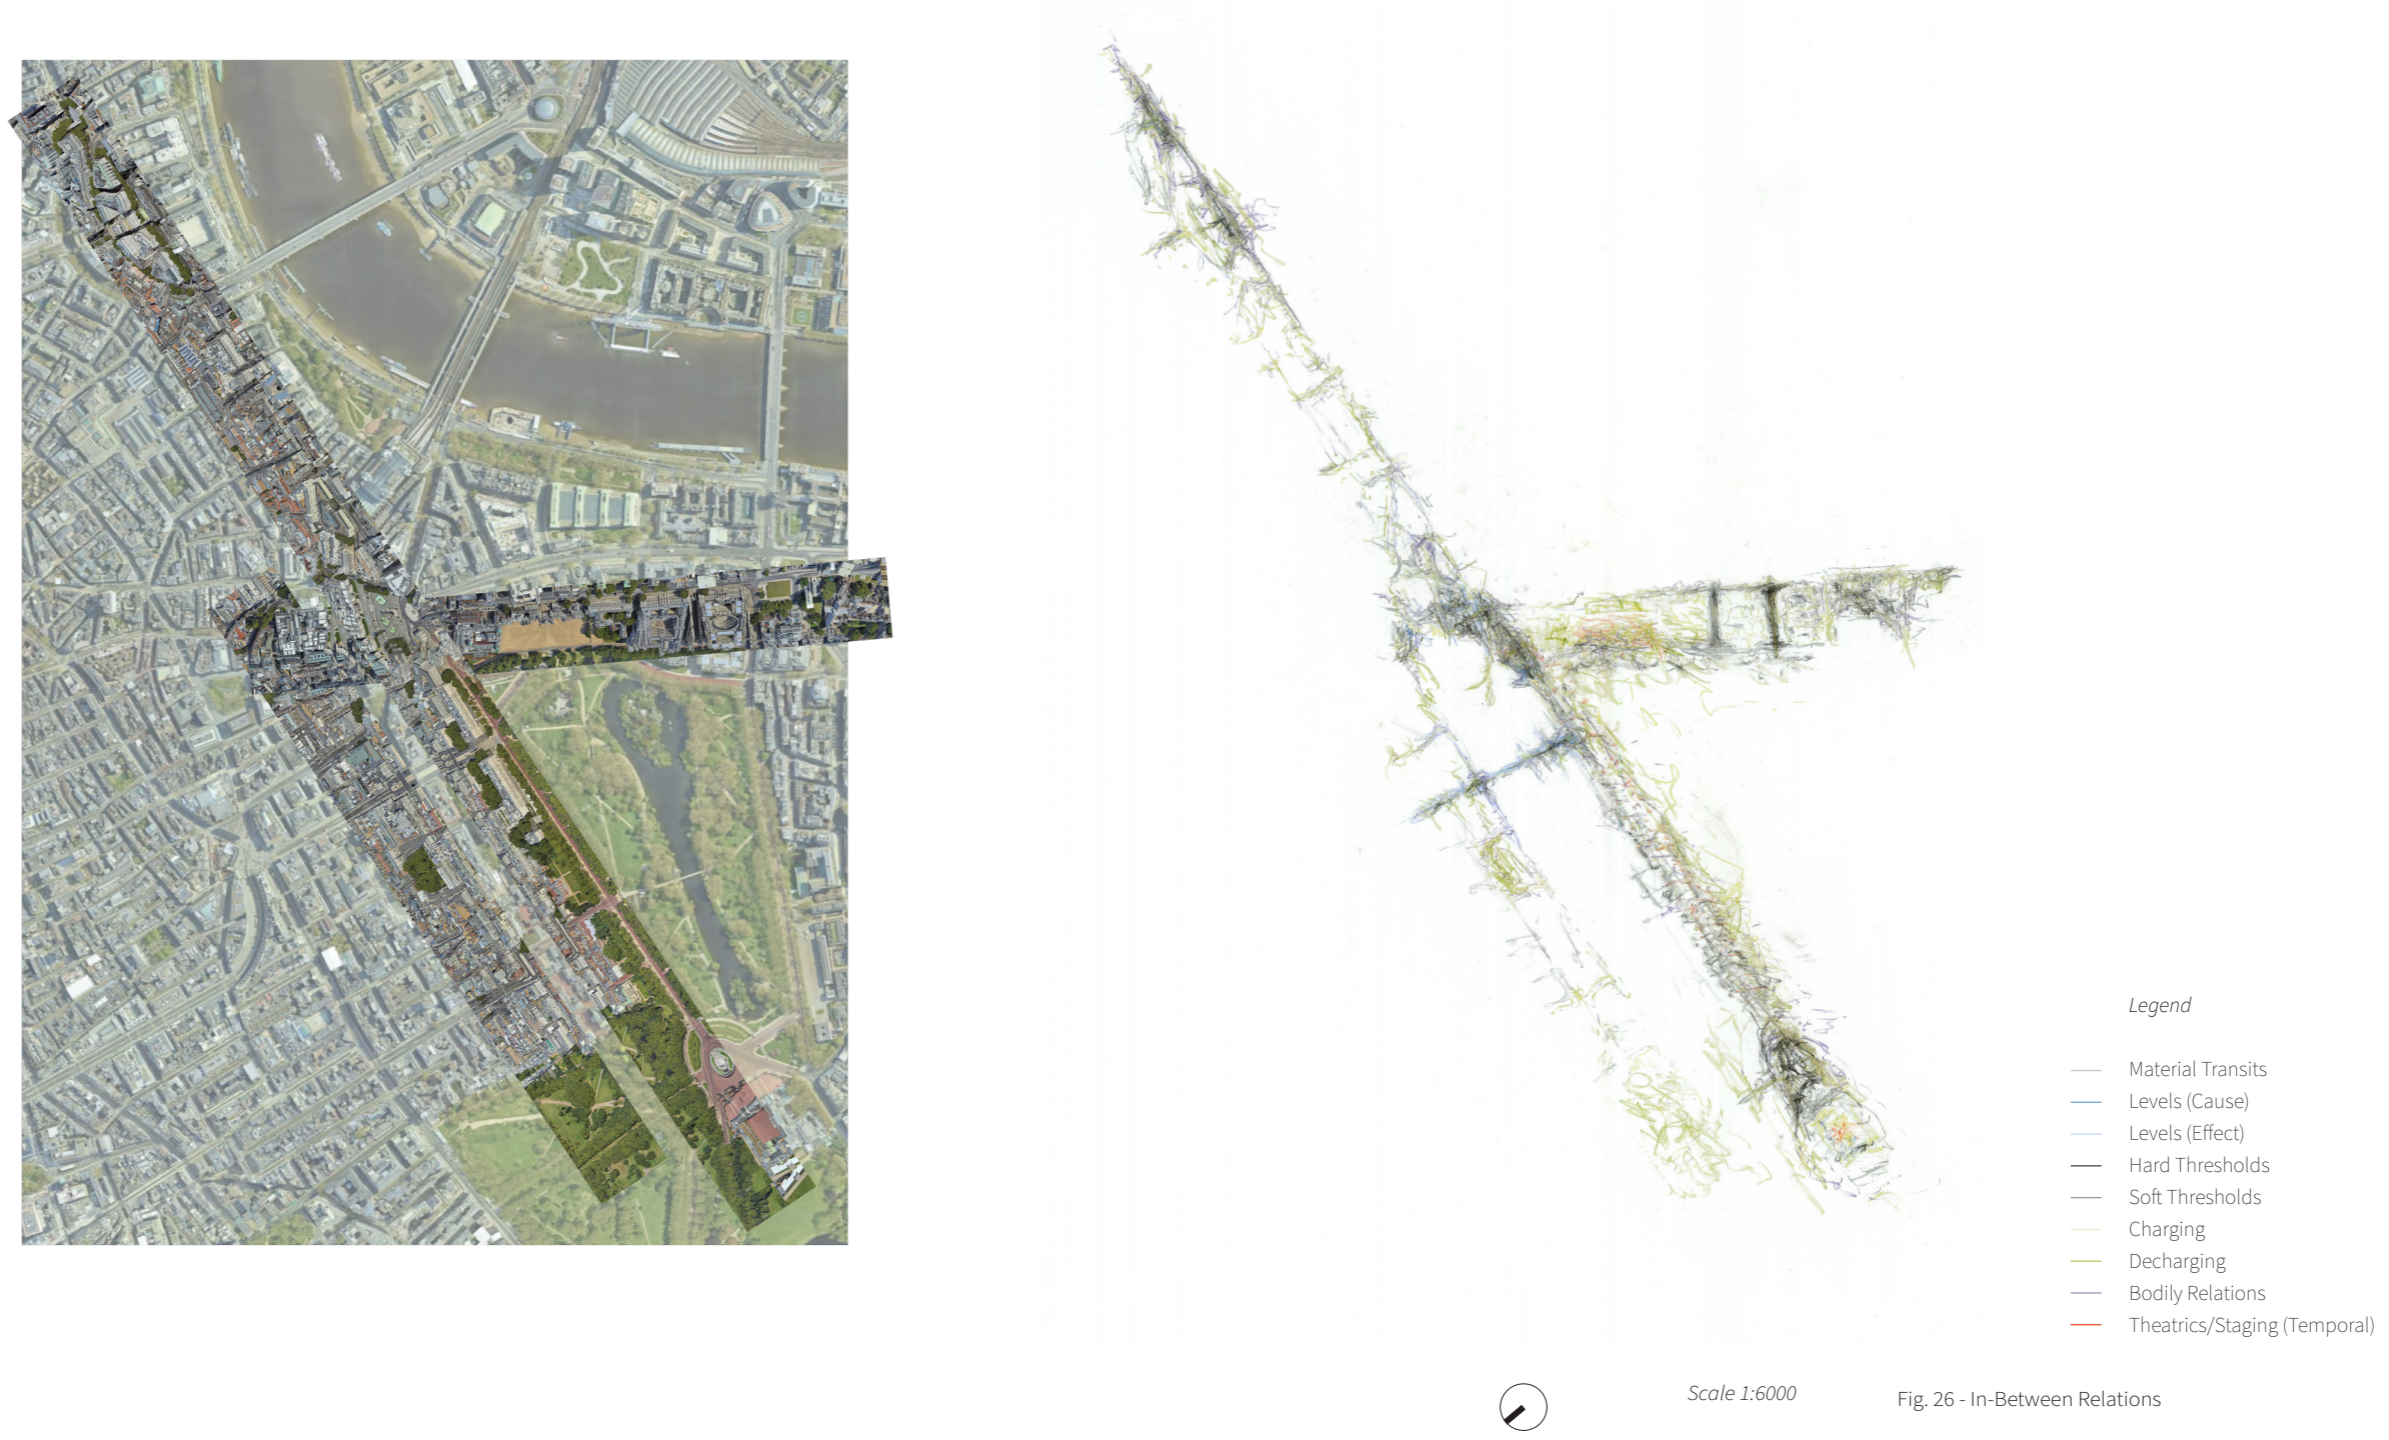 Legend
Material Transits
Levels (Cause)
Levels (Effect)
Hard Thresholds
Soft Thresholds
Charging
Decharging
Bodily Relations
Theatrics/Staging (Temporal)
Scale 1:6000
Fig. 26 - In-Between Relations